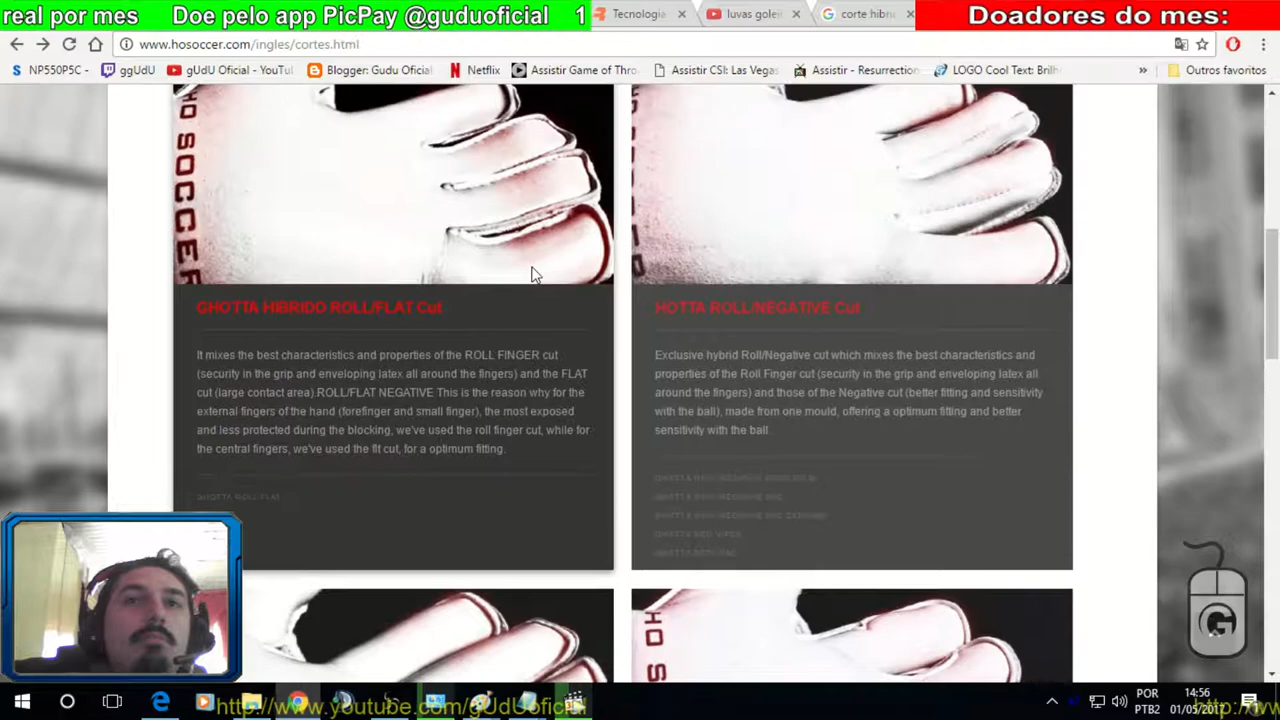 real por mes Doe pelo app PicPay @guduoficial 1
Doadores do mes:
Tecnologia
luvas golei
corte hibri
www.hosoccer.com/ingles/cortes.html
NP550P5C -
ggUdU
gUdU Oficial - YouTu
Blogger: Gudu Oficial
Netflix
Assistir Game of Thro
Assistir CSI: Las Vegas
Assistir - Resurrection
LOGO Cool Text: Brilh
»
Outros favoritos
HO SOCCER
GHOTTA HIBRIDO ROLL/FLAT Cut
It mixes the best characteristics and properties of the ROLL FINGER cut
(security in the grip and enveloping latex all around the fingers) and the FLAT
cut (large contact area).ROLL/FLAT NEGATIVE This is the reason why for the
external fingers of the hand (forefinger and small finger), the most exposed
and less protected during the blocking, we've used the roll finger cut, while for
the central fingers, we've used the flt cut, for a optimum fitting.
GHOTTA ROLL/FLAT
HOTTA ROLL/NEGATIVE Cut
Exclusive hybrid Roll/Negative cut which mixes the best characteristics and
properties of the Roll Finger cut (security in the grip and enveloping latex all
around the fingers) and those of the Negative cut (better fitting and sensitivity
with the ball), made from one mould, offering a optimum fitting and better
sensitivity with the ball.
HO S
G
http://www.youtube.com/gUdUoficial
POR
PTB2
14:56
01/05/2017